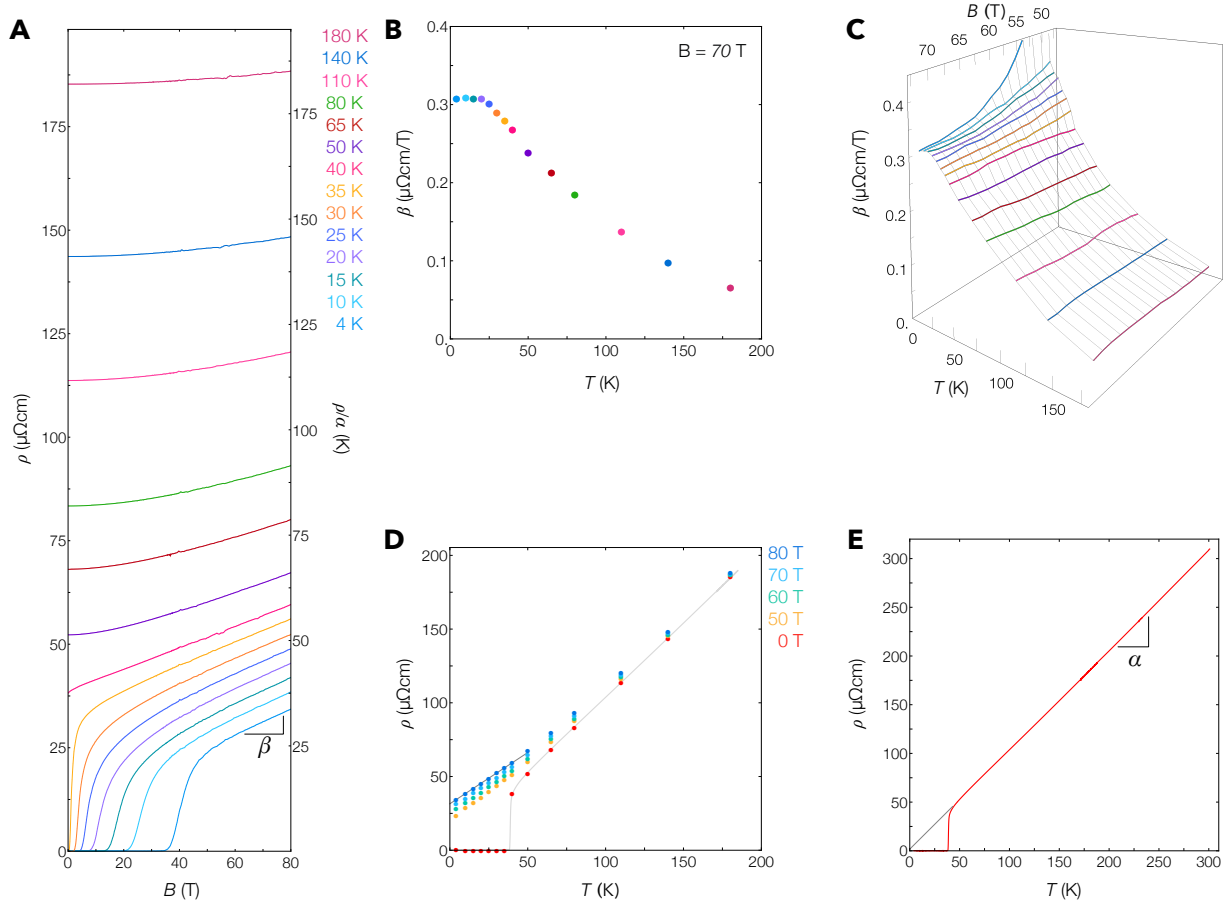 A
180 K
140 K
110 K
80 K
65 K
50 K
40 K
35 K
30 K
25 K
20 K
15 K
10 K
4 K
175
150
125
100
75
50
25
0
ρ (μΩcm)
175
150
125
100
75
50
25
ρ/α (K)
β
0 20 40 60 80
B (T)
B
B = 70 T
0.4
0.3
0.2
0.1
0.
β (μΩcm/T)
0 50 100 150 200
T (K)
C
B (T)
70 65 60 55 50
0.4
0.3
0.2
0.1
0.
β (μΩcm/T)
0 50 100 150
T (K)
D
80 T
70 T
60 T
50 T
0 T
200
150
100
50
0
ρ (μΩcm)
0 50 100 150 200
T (K)
E
300
250
200
150
100
50
0
ρ (μΩcm)
α
0 50 100 150 200 250 300
T (K)